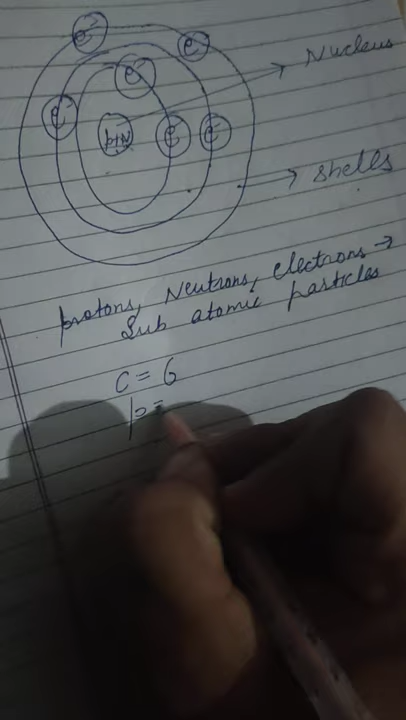 e⁻
e⁻
Nucleus
e⁻
e⁻
N+p
e⁻
e⁻
shells
protons, Neutrons, electrons →
Sub atomic particles
C = 6
p =